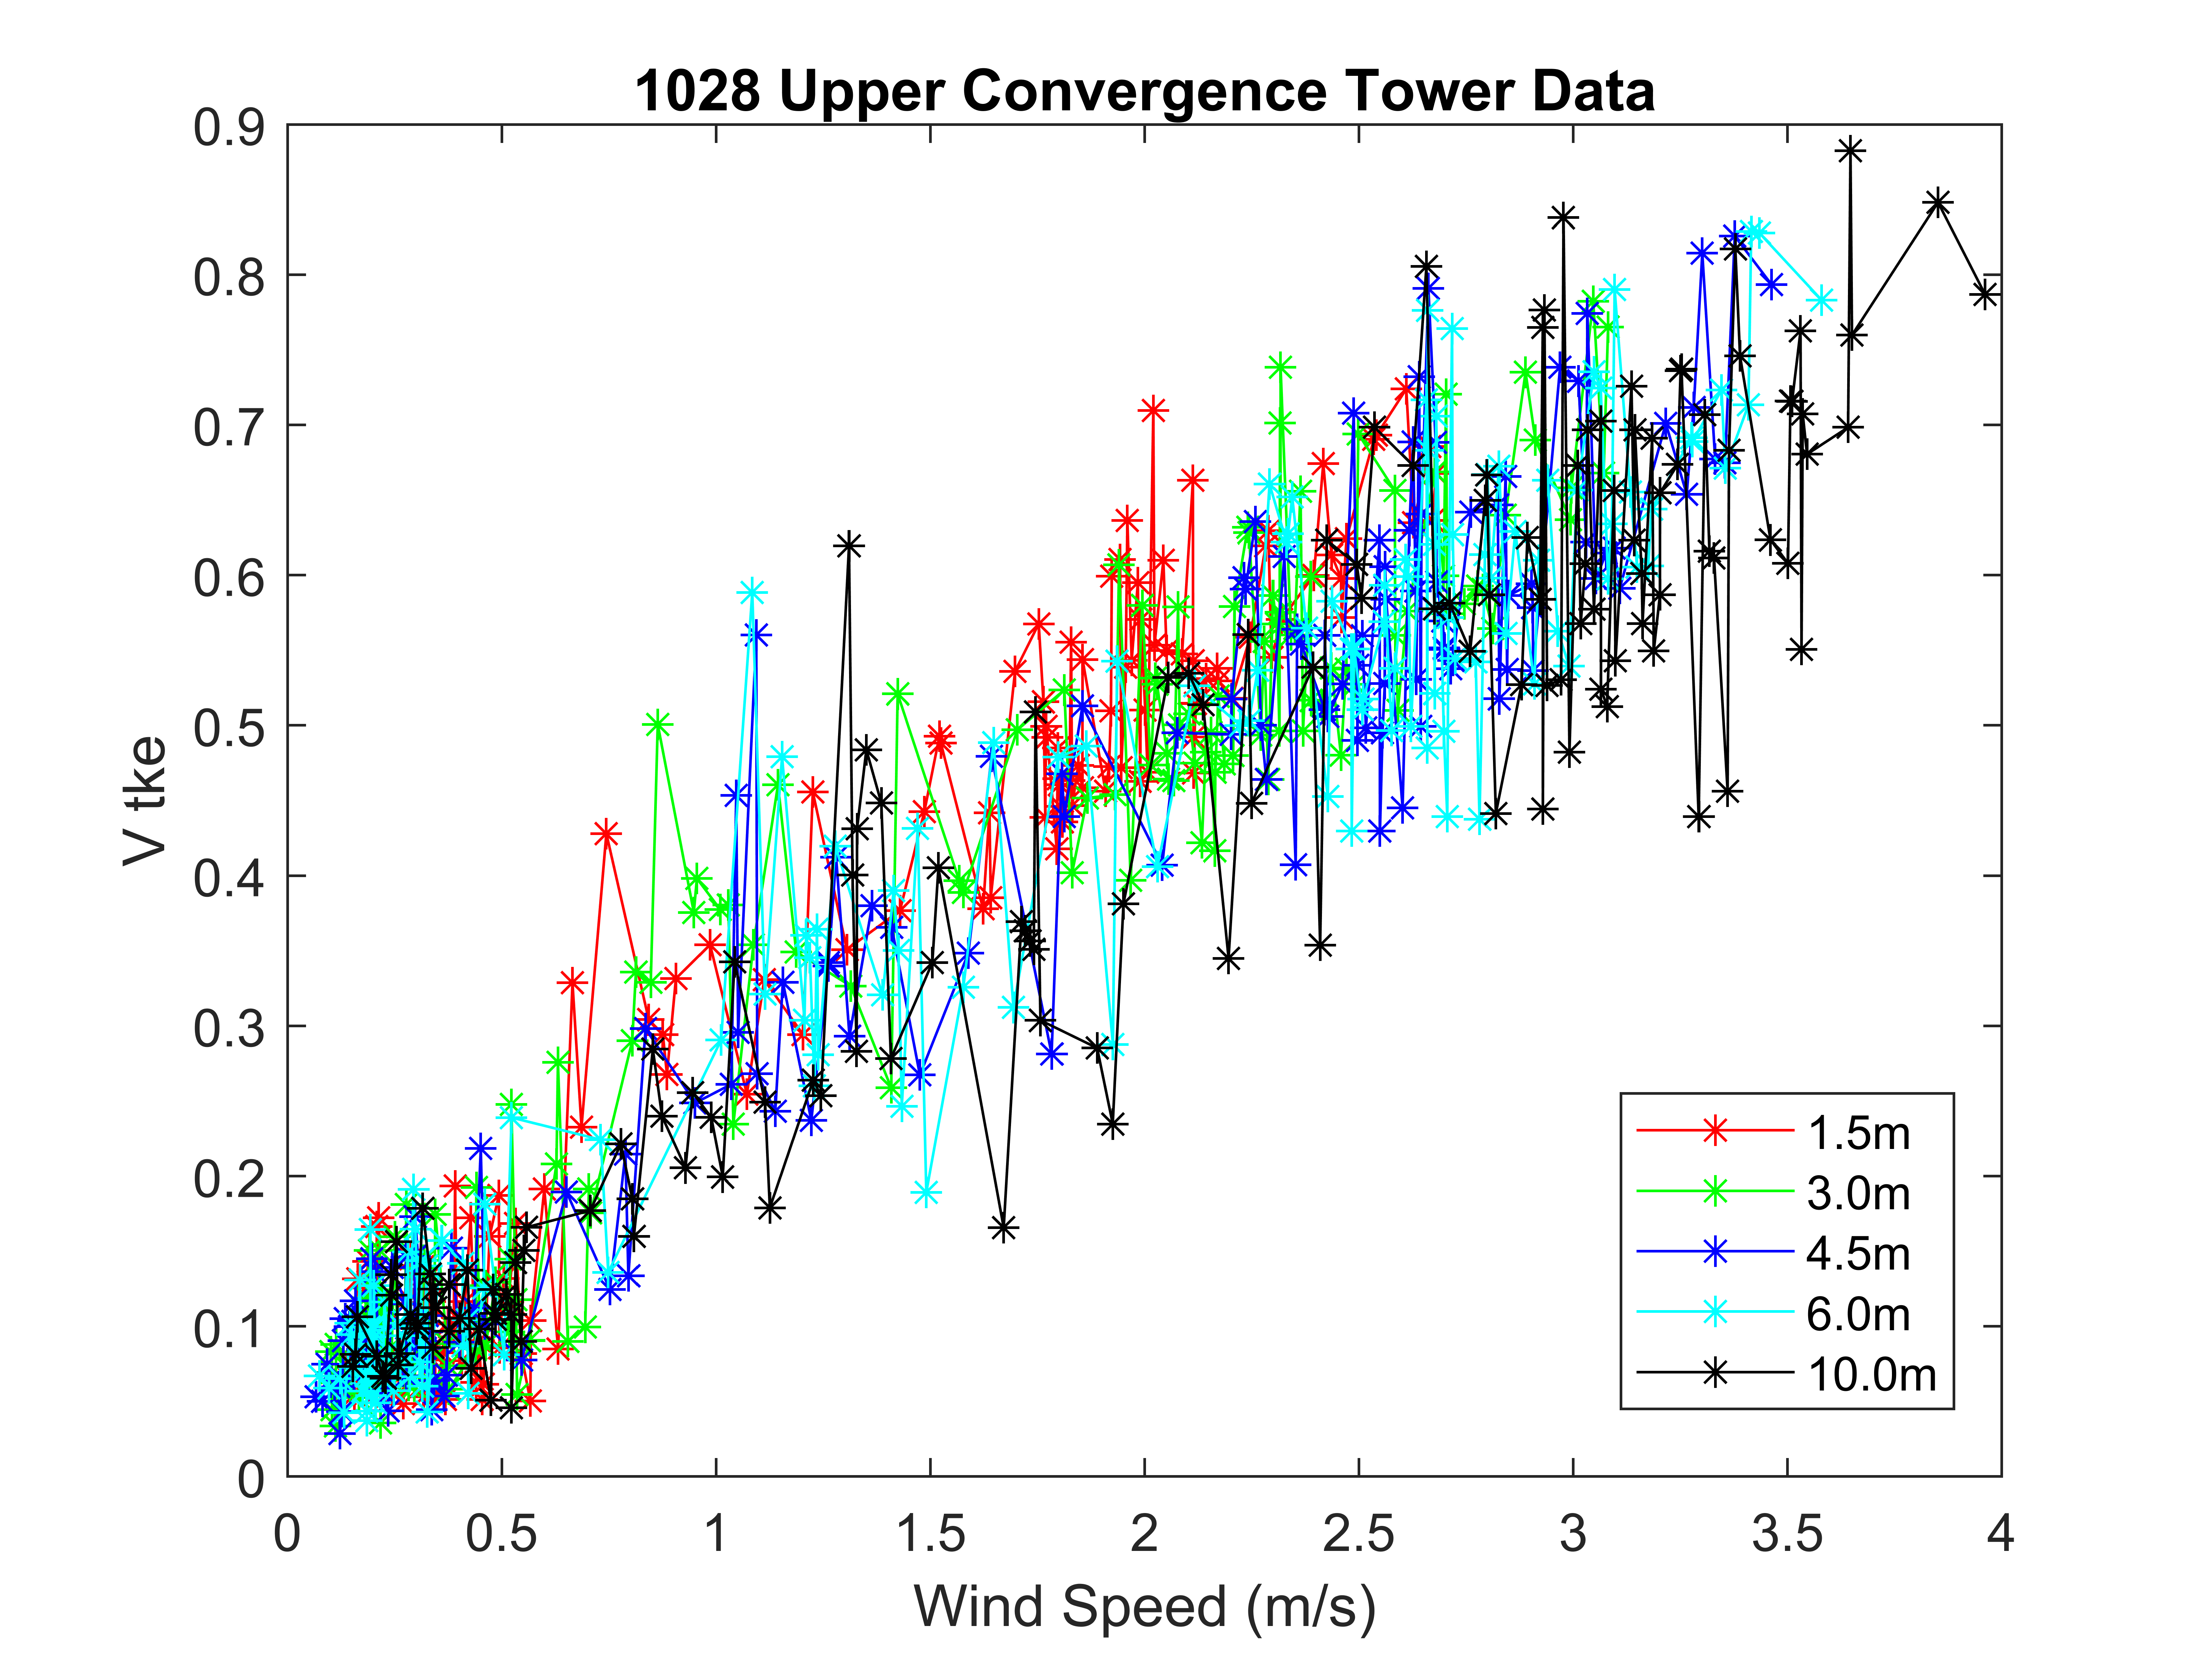 1028 Upper Convergence Tower Data
0.9
0.8
0.7
0.6
0.5
0.4
0.3
0.2
0.1
0
V tke
1.5m
3.0m
4.5m
6.0m
10.0m
0 0.5 1 1.5 2 2.5 3 3.5 4
Wind Speed (m/s)